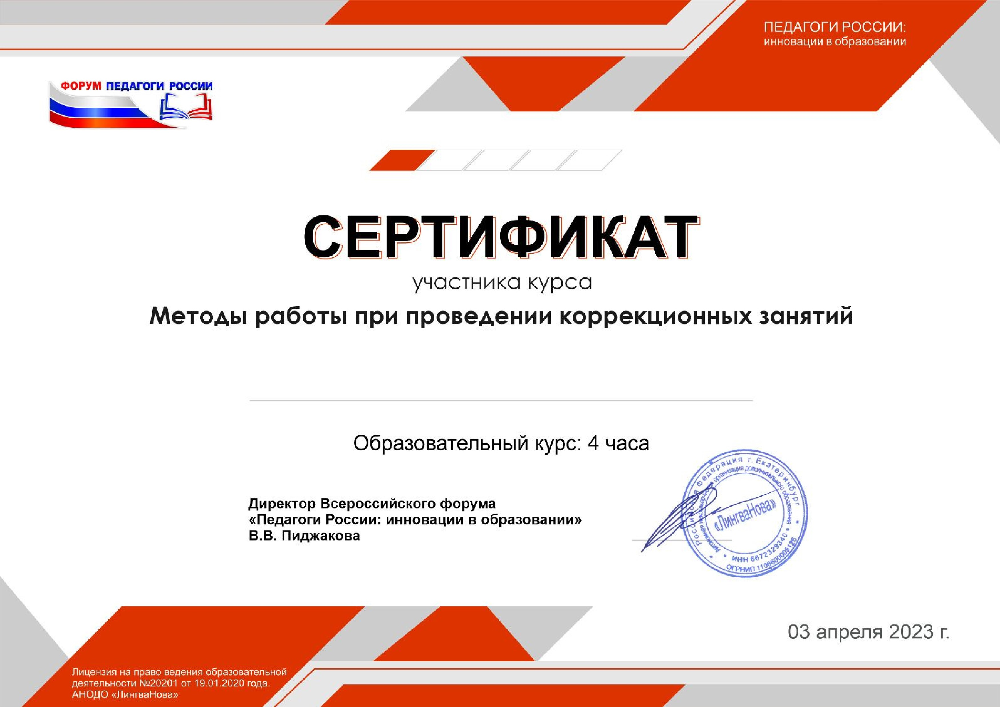 ПЕДАГОГИ РОССИИ:
инновации в образовании
ФОРУМ ПЕДАГОГИ РОССИИ
СЕРТИФИКАТ
участника курса
Методы работы при проведении коррекционных занятий
Образовательный курс: 4 часа
Директор Всероссийского форума
«Педагоги России: инновации в образовании»
В.В. Пиджакова
Российская Федерация г. Екатеринбург
Автономная некоммерческая организация дополнительного образования
«ЛингваНова»
ИНН 6672329340
ОГРНИП 1106600005126
03 апреля 2023 г.
Лицензия на право ведения образовательной
деятельности №20201 от 19.01.2020 года.
АНОДО «ЛингваНова»